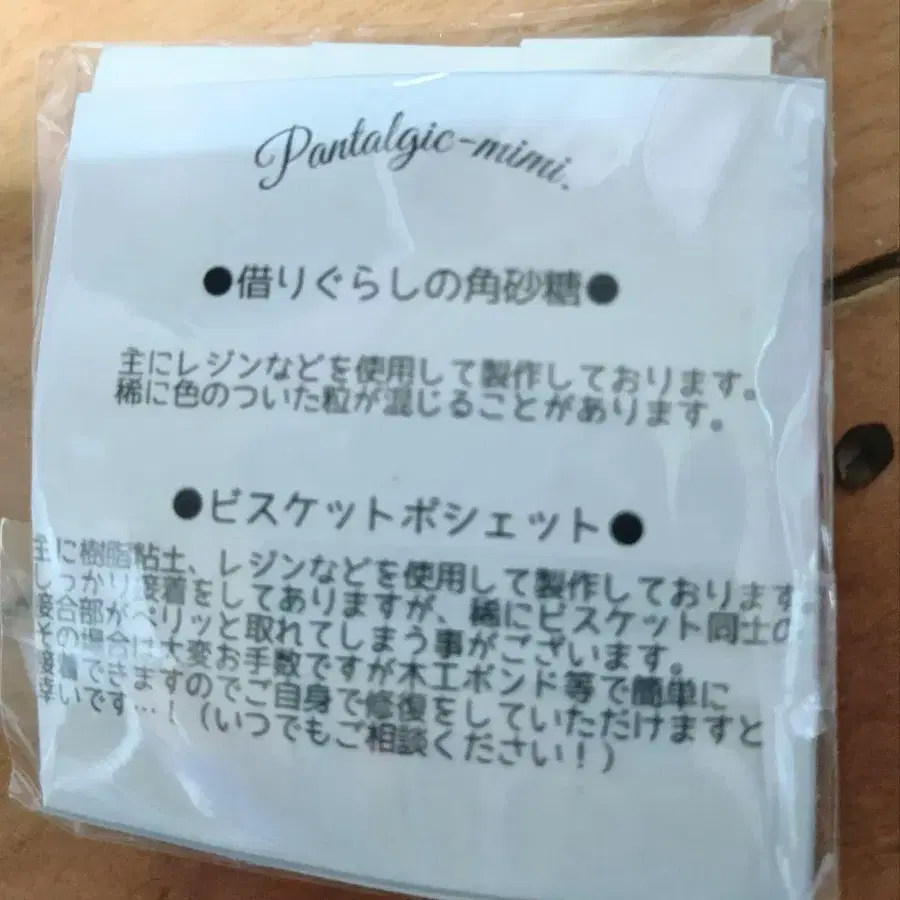 Pantalgic-mimi.
●借りぐらしの角砂糖●
主にレジンなどを使用して製作しております。
稀に色のついた粒が混じることがあります。
●ビスケットポシェット●
主に樹脂粘土、レジンなどを使用して製作しております。
しっかり接着をしてありますが、稀にビスケット同士の
接合部がペリッと取れてしまう事がございます。
その場合は大変お手数ですが木工ボンド等で簡単に
接着できますのでご自身で修復をしていただけますと
幸いです…！（いつでもご相談ください！）